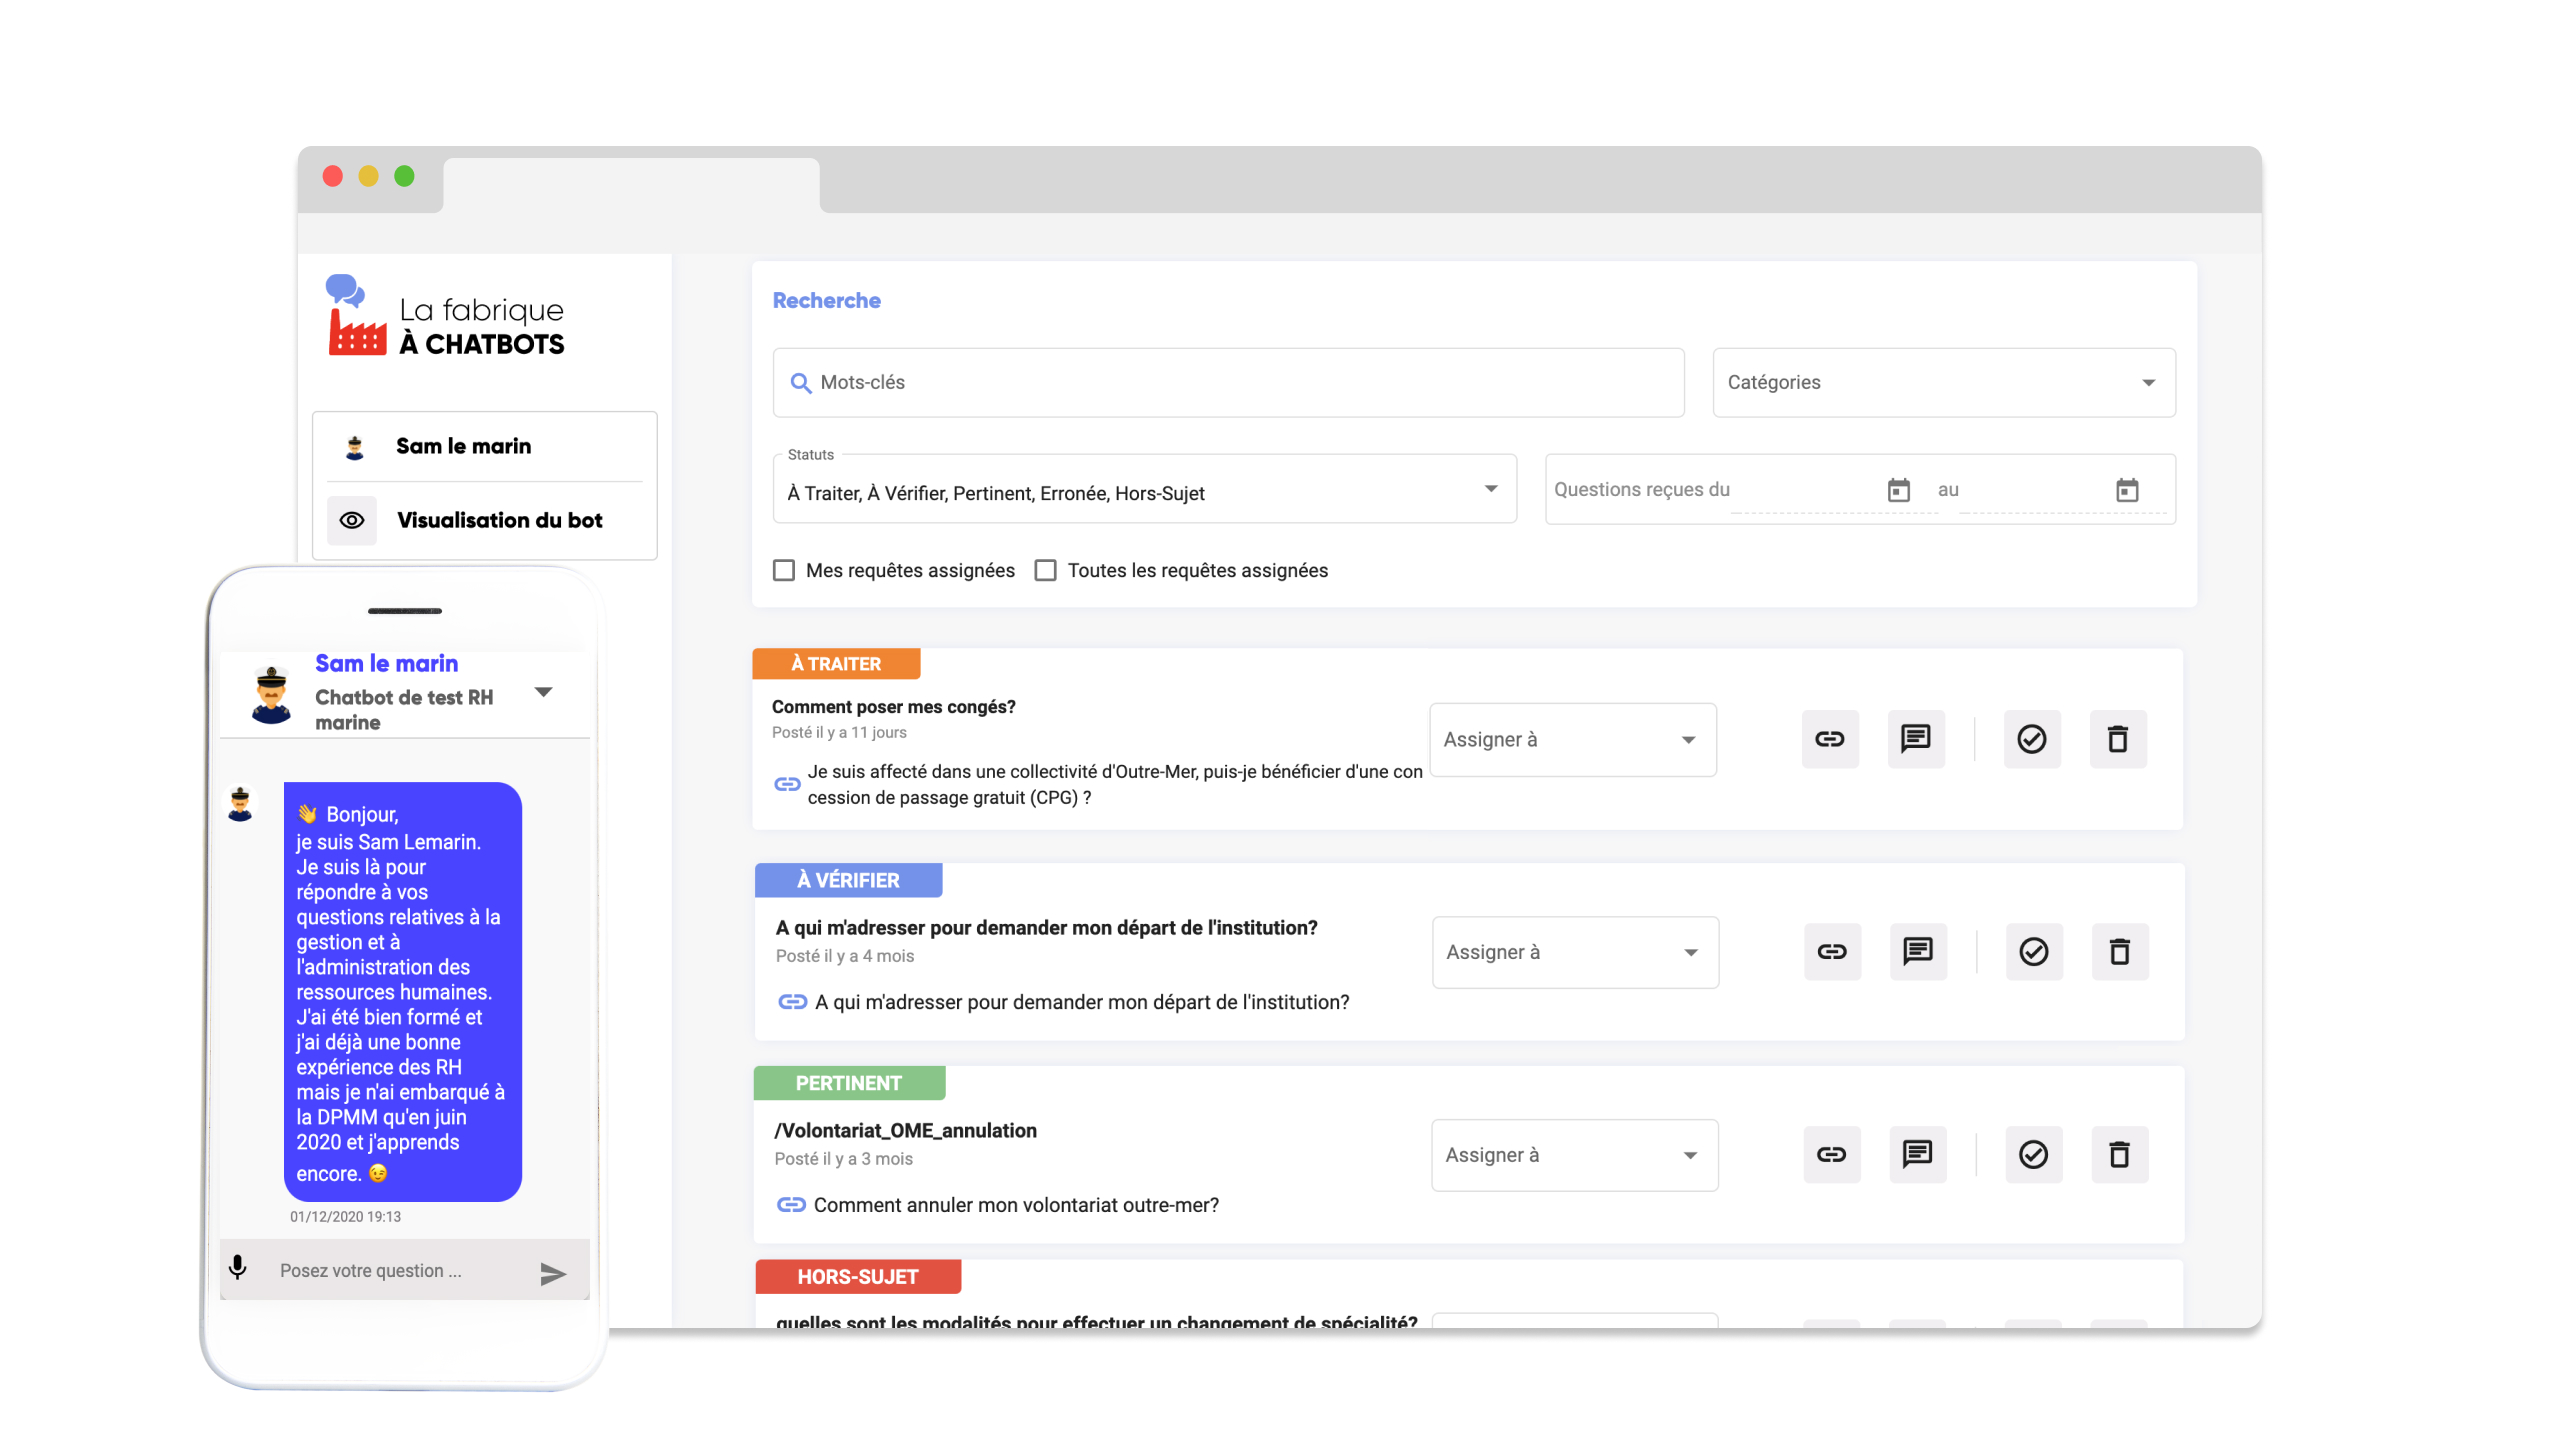 La fabrique
À CHATBOTS
Sam le marin
Visualisation du bot
Recherche
Mots-clés
Catégories
Statuts
À Traiter, À Vérifier, Pertinent, Erronée, Hors-Sujet
Questions reçues du
au
Mes requêtes assignées
Toutes les requêtes assignées
À TRAITER
Comment poser mes congés?
Posté il y a 11 jours
Je suis affecté dans une collectivité d'Outre-Mer, puis-je bénéficier d'une con
cession de passage gratuit (CPG) ?
Assigner à
À VÉRIFIER
A qui m'adresser pour demander mon départ de l'institution?
Posté il y a 4 mois
A qui m'adresser pour demander mon départ de l'institution?
Assigner à
PERTINENT
/Volontariat_OME_annulation
Posté il y a 3 mois
Comment annuler mon volontariat outre-mer?
Assigner à
HORS-SUJET
quelles sont les modalités pour effectuer un changement de spécialité?
Sam le marin
Chatbot de test RH
marine
👋 Bonjour,
je suis Sam Lemarin.
Je suis là pour
répondre à vos
questions relatives à la
gestion et à
l'administration des
ressources humaines.
J'ai été bien formé et
j'ai déjà une bonne
expérience des RH
mais je n'ai embarqué à
la DPMM qu'en juin
2020 et j'apprends
encore. 😉
01/12/2020 19:13
Posez votre question ...